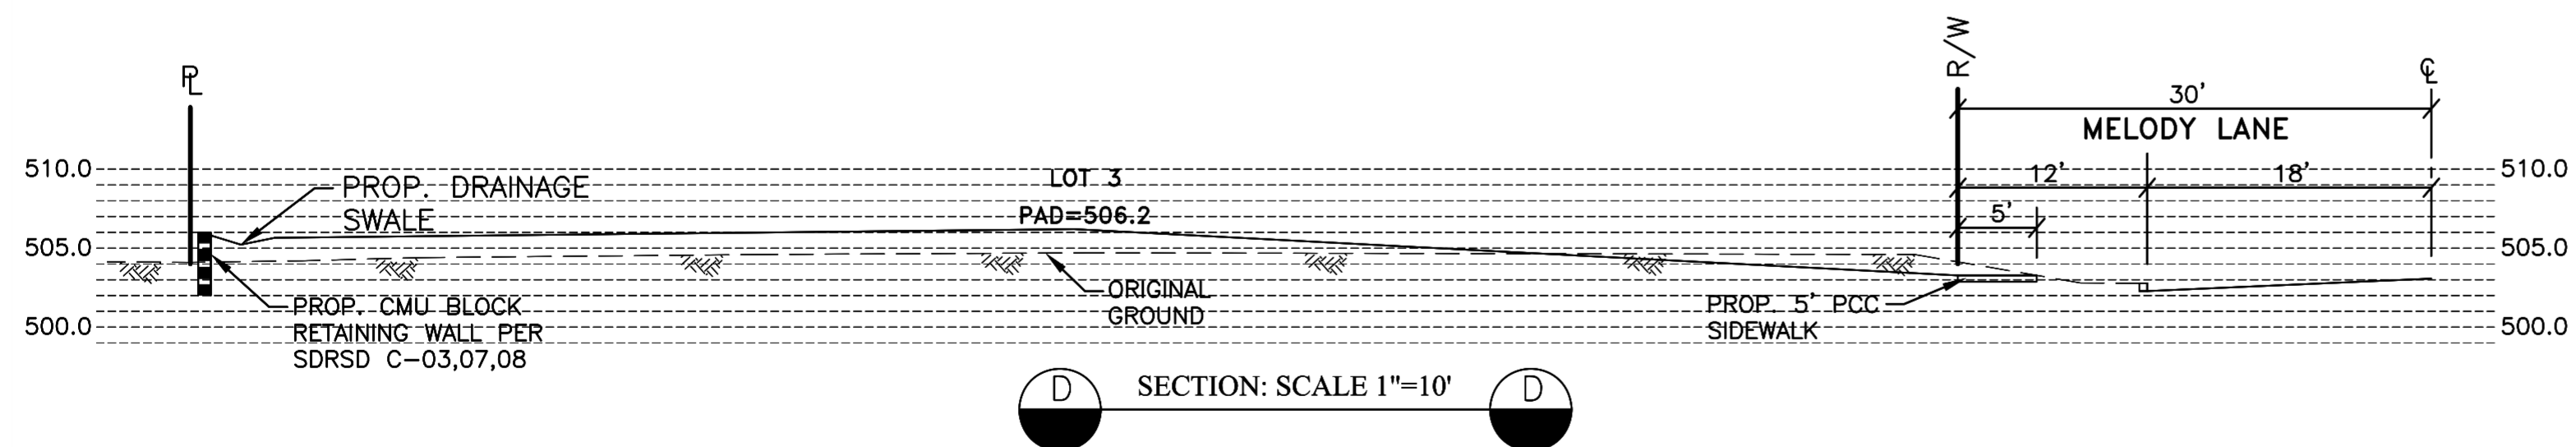 PL
R/W
CL
30'
MELODY LANE
510.0
12'
18'
510.0
PROP. DRAINAGE
SWALE
LOT 3
PAD=506.2
5'
505.0
505.0
PROP. CMU BLOCK
RETAINING WALL PER
SDRSD C-03,07,08
ORIGINAL
GROUND
PROP. 5' PCC
SIDEWALK
500.0
500.0
D
SECTION: SCALE 1"=10'
D